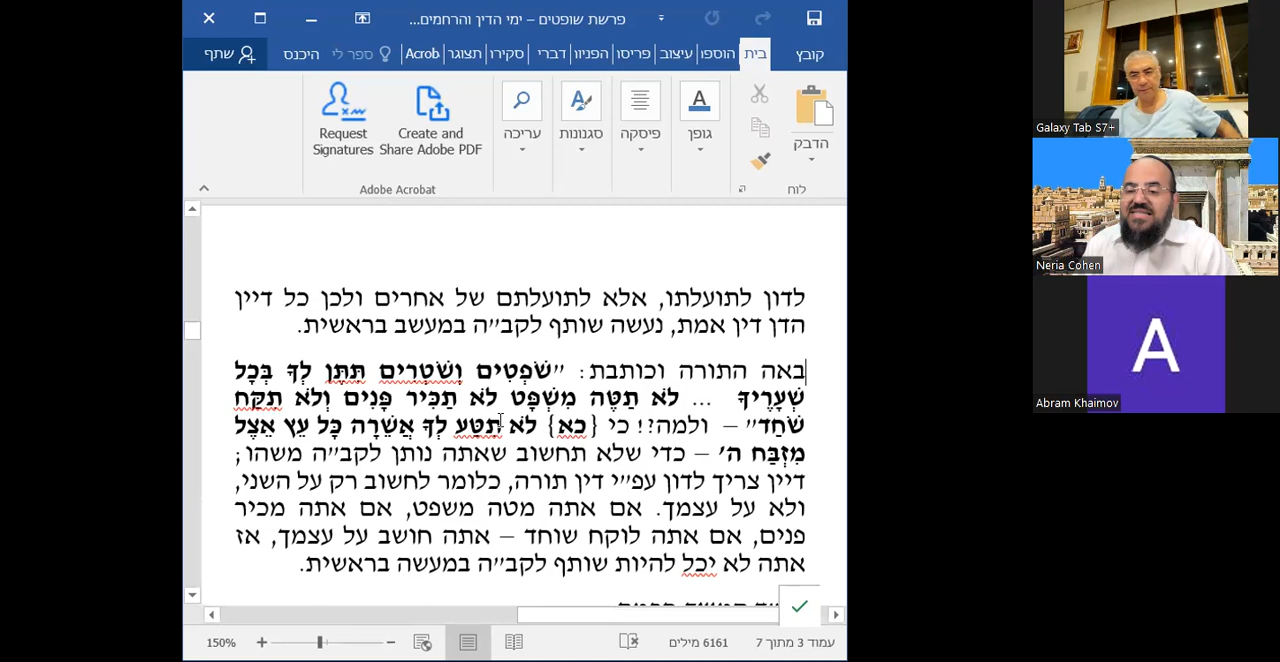 פרשת שופטים - ימי הדין והרחמים...
קובץ
בית
הוספו
עיצוב
פריסו
הפניוו
דברי
סקירו
תצוגר
Acrob
ספר לי
היכנס
שתף
הדבק
גופן
פיסקה
סגנונות
עריכה
Create and Share Adobe PDF
Request Signatures
לוח
Adobe Acrobat
לדון לתועלתו, אלא לתועלתם של אחרים ולכן כל דיין
הדן דין אמת, נעשה שותף לקב״ה במעשב בראשית.
באה התורה וכותבת: ״שֹׁפְטִים וְשֹׁטְרִים תִּתֶּן לְךָ בְּכָל
שְׁעָרֶיךָ ... לֹא תַטֶּה מִשְׁפָּט לֹא תַכִּיר פָּנִים וְלֹא תִקַּח
שֹׁחַד״ – ולמה?! כי {כא} לֹא תִטַּע לְךָ אֲשֵׁרָה כָּל עֵץ אֵצֶל
מִזְבַּח ה׳ – כדי שלא תחשוב שאתה נותן לקב״ה משהו;
דיין צריך לדון עפ״י דין תורה, כלומר לחשוב רק על השני,
ולא על עצמך. אם אתה מטה משפט, אם אתה מכיר
פנים, אם אתה לוקח שוחד – אתה חושב על עצמך, אז
אתה לא יכל להיות שותף לקב״ה במעשה בראשית.
עמוד 3 מתוך 7
6161 מילים
150%
Galaxy Tab S7+
Neria Cohen
A
Abram Khaimov